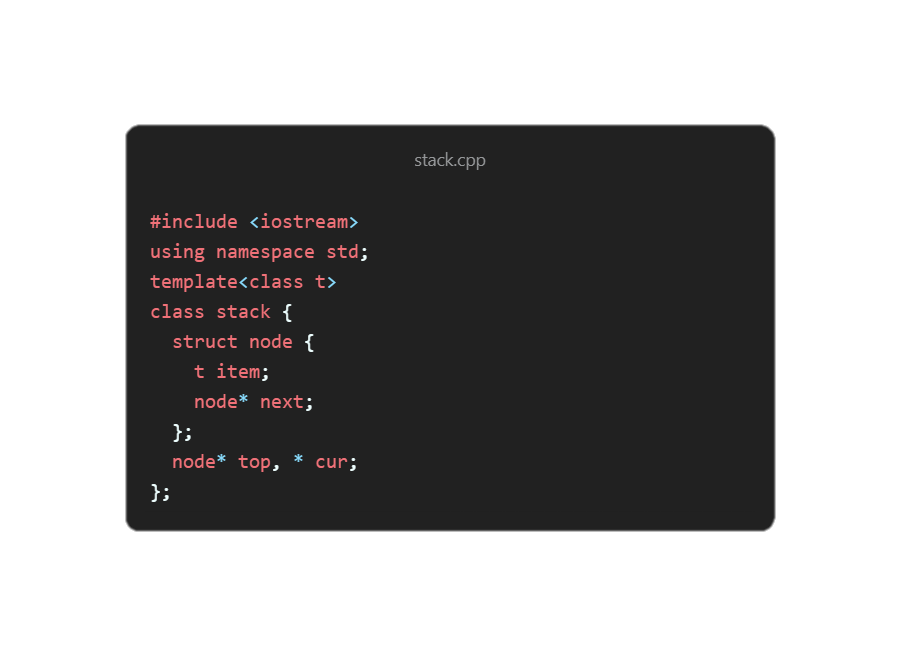 stack.cpp
#include <iostream>
using namespace std;
template<class t>
class stack {
  struct node {
    t item;
    node* next;
  };
  node* top, * cur;
};